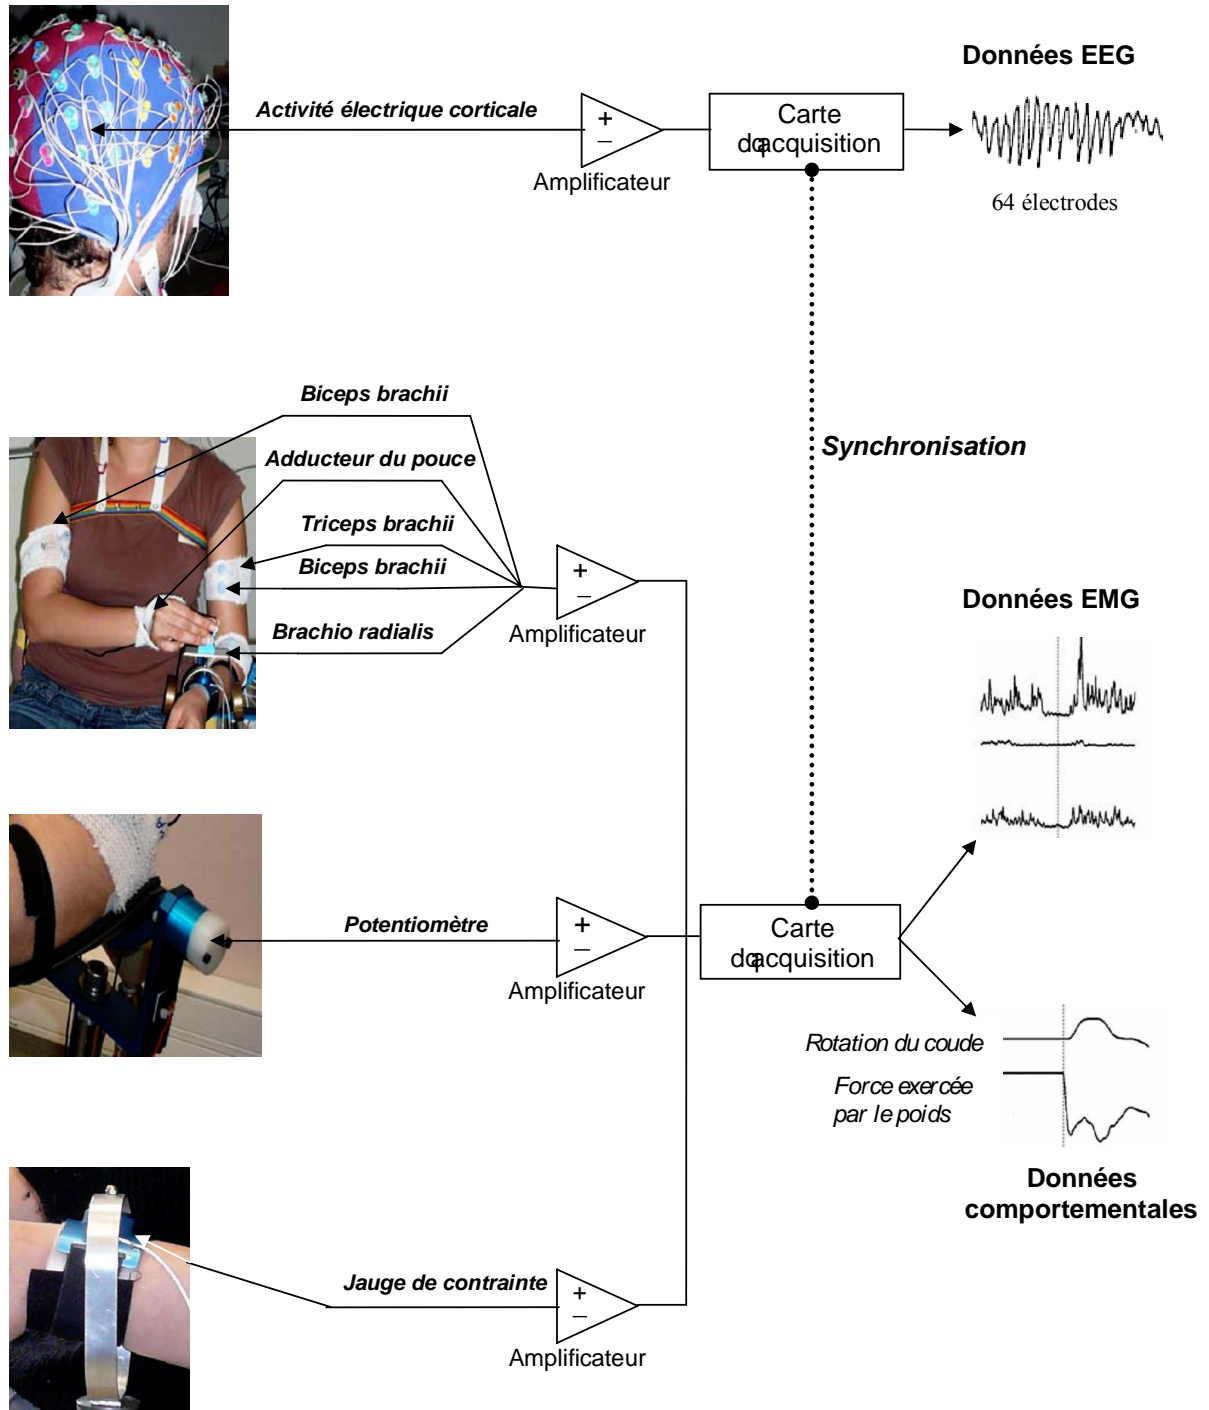 Données EEG
Activité électrique corticale
+
–
Amplificateur
Carte
dqacquisition
64 électrodes
Synchronisation
Biceps brachii
Adducteur du pouce
Triceps brachii
Biceps brachii
Brachio radialis
+
–
Amplificateur
Données EMG
Potentiomètre
+
–
Amplificateur
Carte
dqacquisition
Rotation du coude
Force exercée
par le poids
Données
comportementales
Jauge de contrainte
+
–
Amplificateur